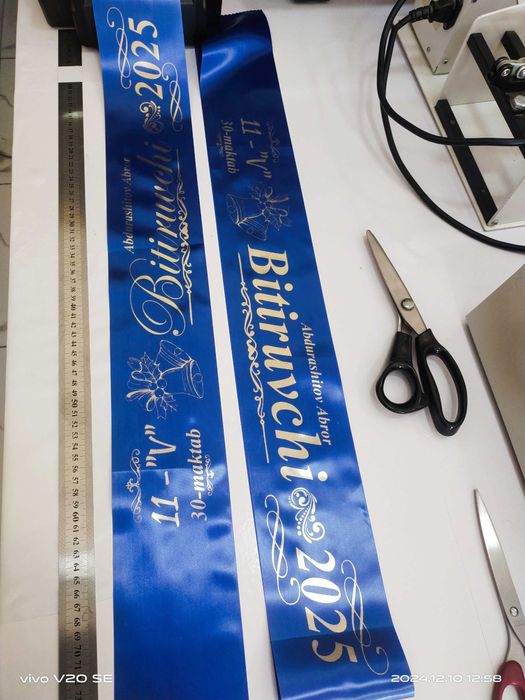 2025
Abdurashitov Abror
Bitiruvchi
11 - "V"
30-maktab
11 - "V"
30-maktab
Bitiruvchi
Abdurashitov Abror
2025
vivo V20 SE
2024.12.10 12:58